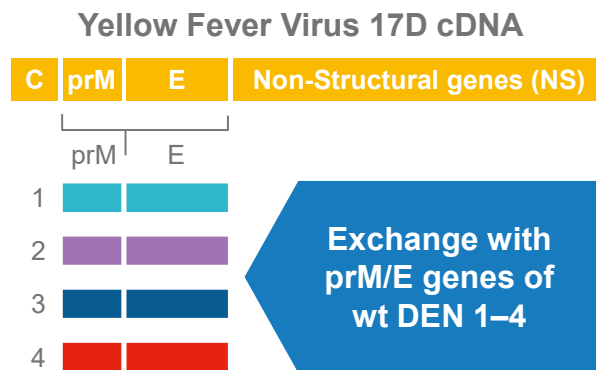 Yellow Fever Virus 17D cDNA
C prM E Non-Structural genes (NS)
prM E
1
2
3
4
Exchange with
prM/E genes of
wt DEN 1–4